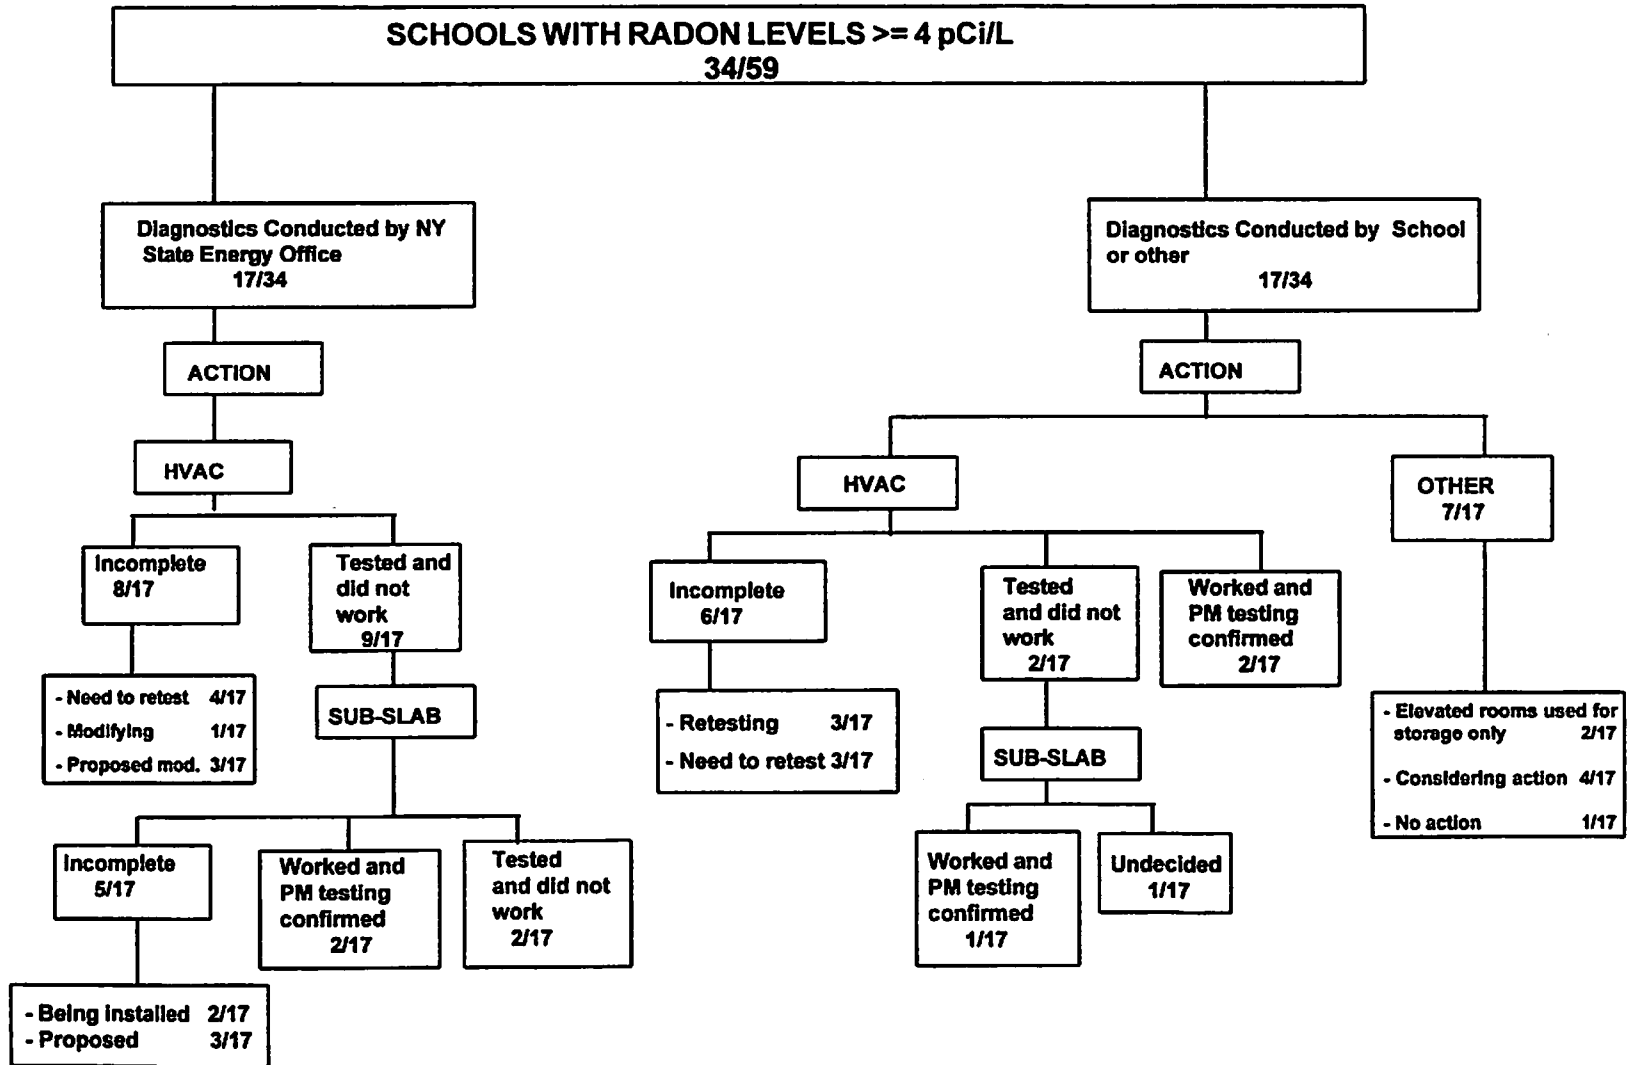 SCHOOLS WITH RADON LEVELS >= 4 pCi/L
34/59
Diagnostics Conducted by NY
State Energy Office
17/34
Diagnostics Conducted by School
or other
17/34
ACTION
ACTION
HVAC
HVAC
OTHER
7/17
Incomplete
8/17
Tested and
did not
work
9/17
Incomplete
6/17
Tested
and did not
work
2/17
Worked and
PM testing
confirmed
2/17
- Need to retest 4/17
- Modifying 1/17
- Proposed mod. 3/17
SUB-SLAB
- Retesting 3/17
- Need to retest 3/17
SUB-SLAB
- Elevated rooms used for
storage only 2/17
- Considering action 4/17
- No action 1/17
Incomplete
5/17
Worked and
PM testing
confirmed
2/17
Tested
and did not
work
2/17
Worked and
PM testing
confirmed
1/17
Undecided
1/17
- Being installed 2/17
- Proposed 3/17